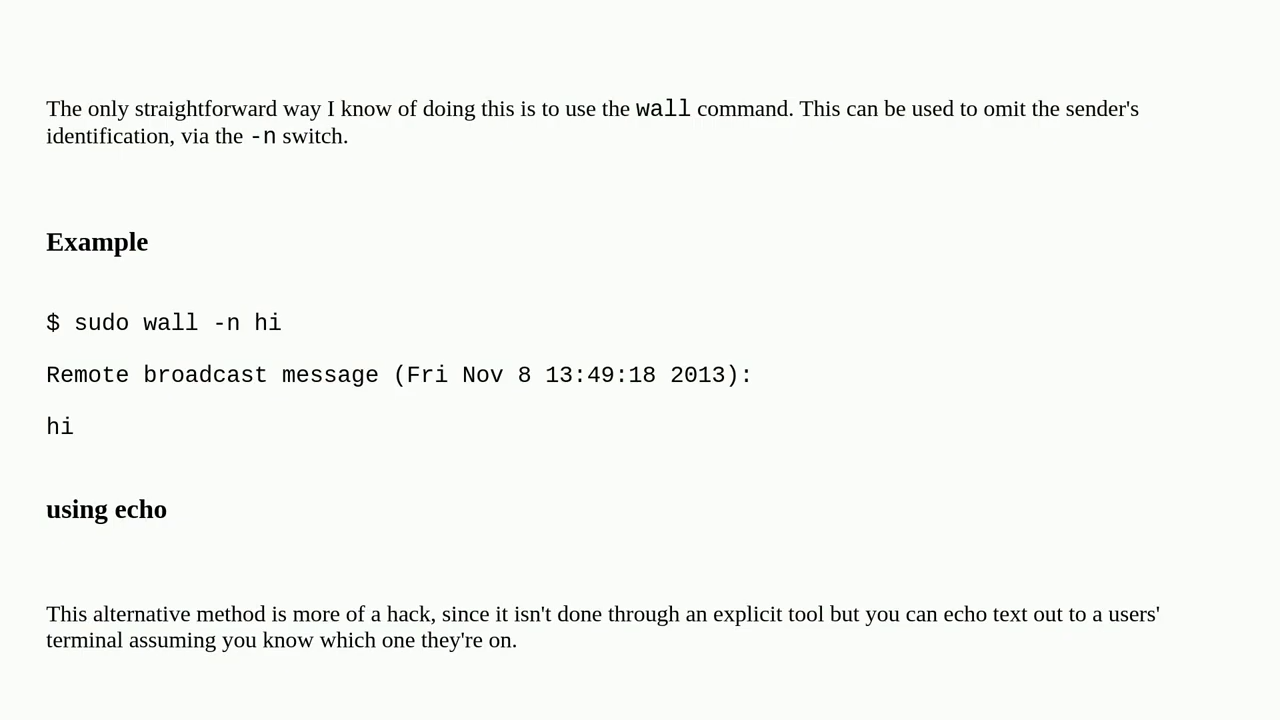 The only straightforward way I know of doing this is to use the wall command. This can be used to omit the sender's
identification, via the -n switch.
Example
$ sudo wall -n hi
Remote broadcast message (Fri Nov 8 13:49:18 2013):
hi
using echo
This alternative method is more of a hack, since it isn't done through an explicit tool but you can echo text out to a users'
terminal assuming you know which one they're on.